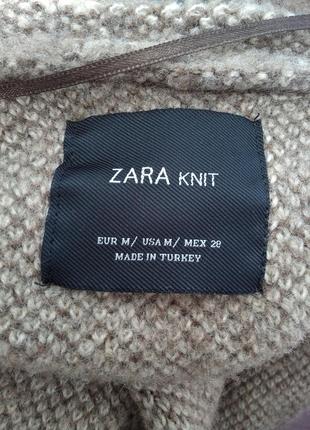 ZARA KNIT
EUR M/ USA M/ MEX 28
MADE IN TURKEY